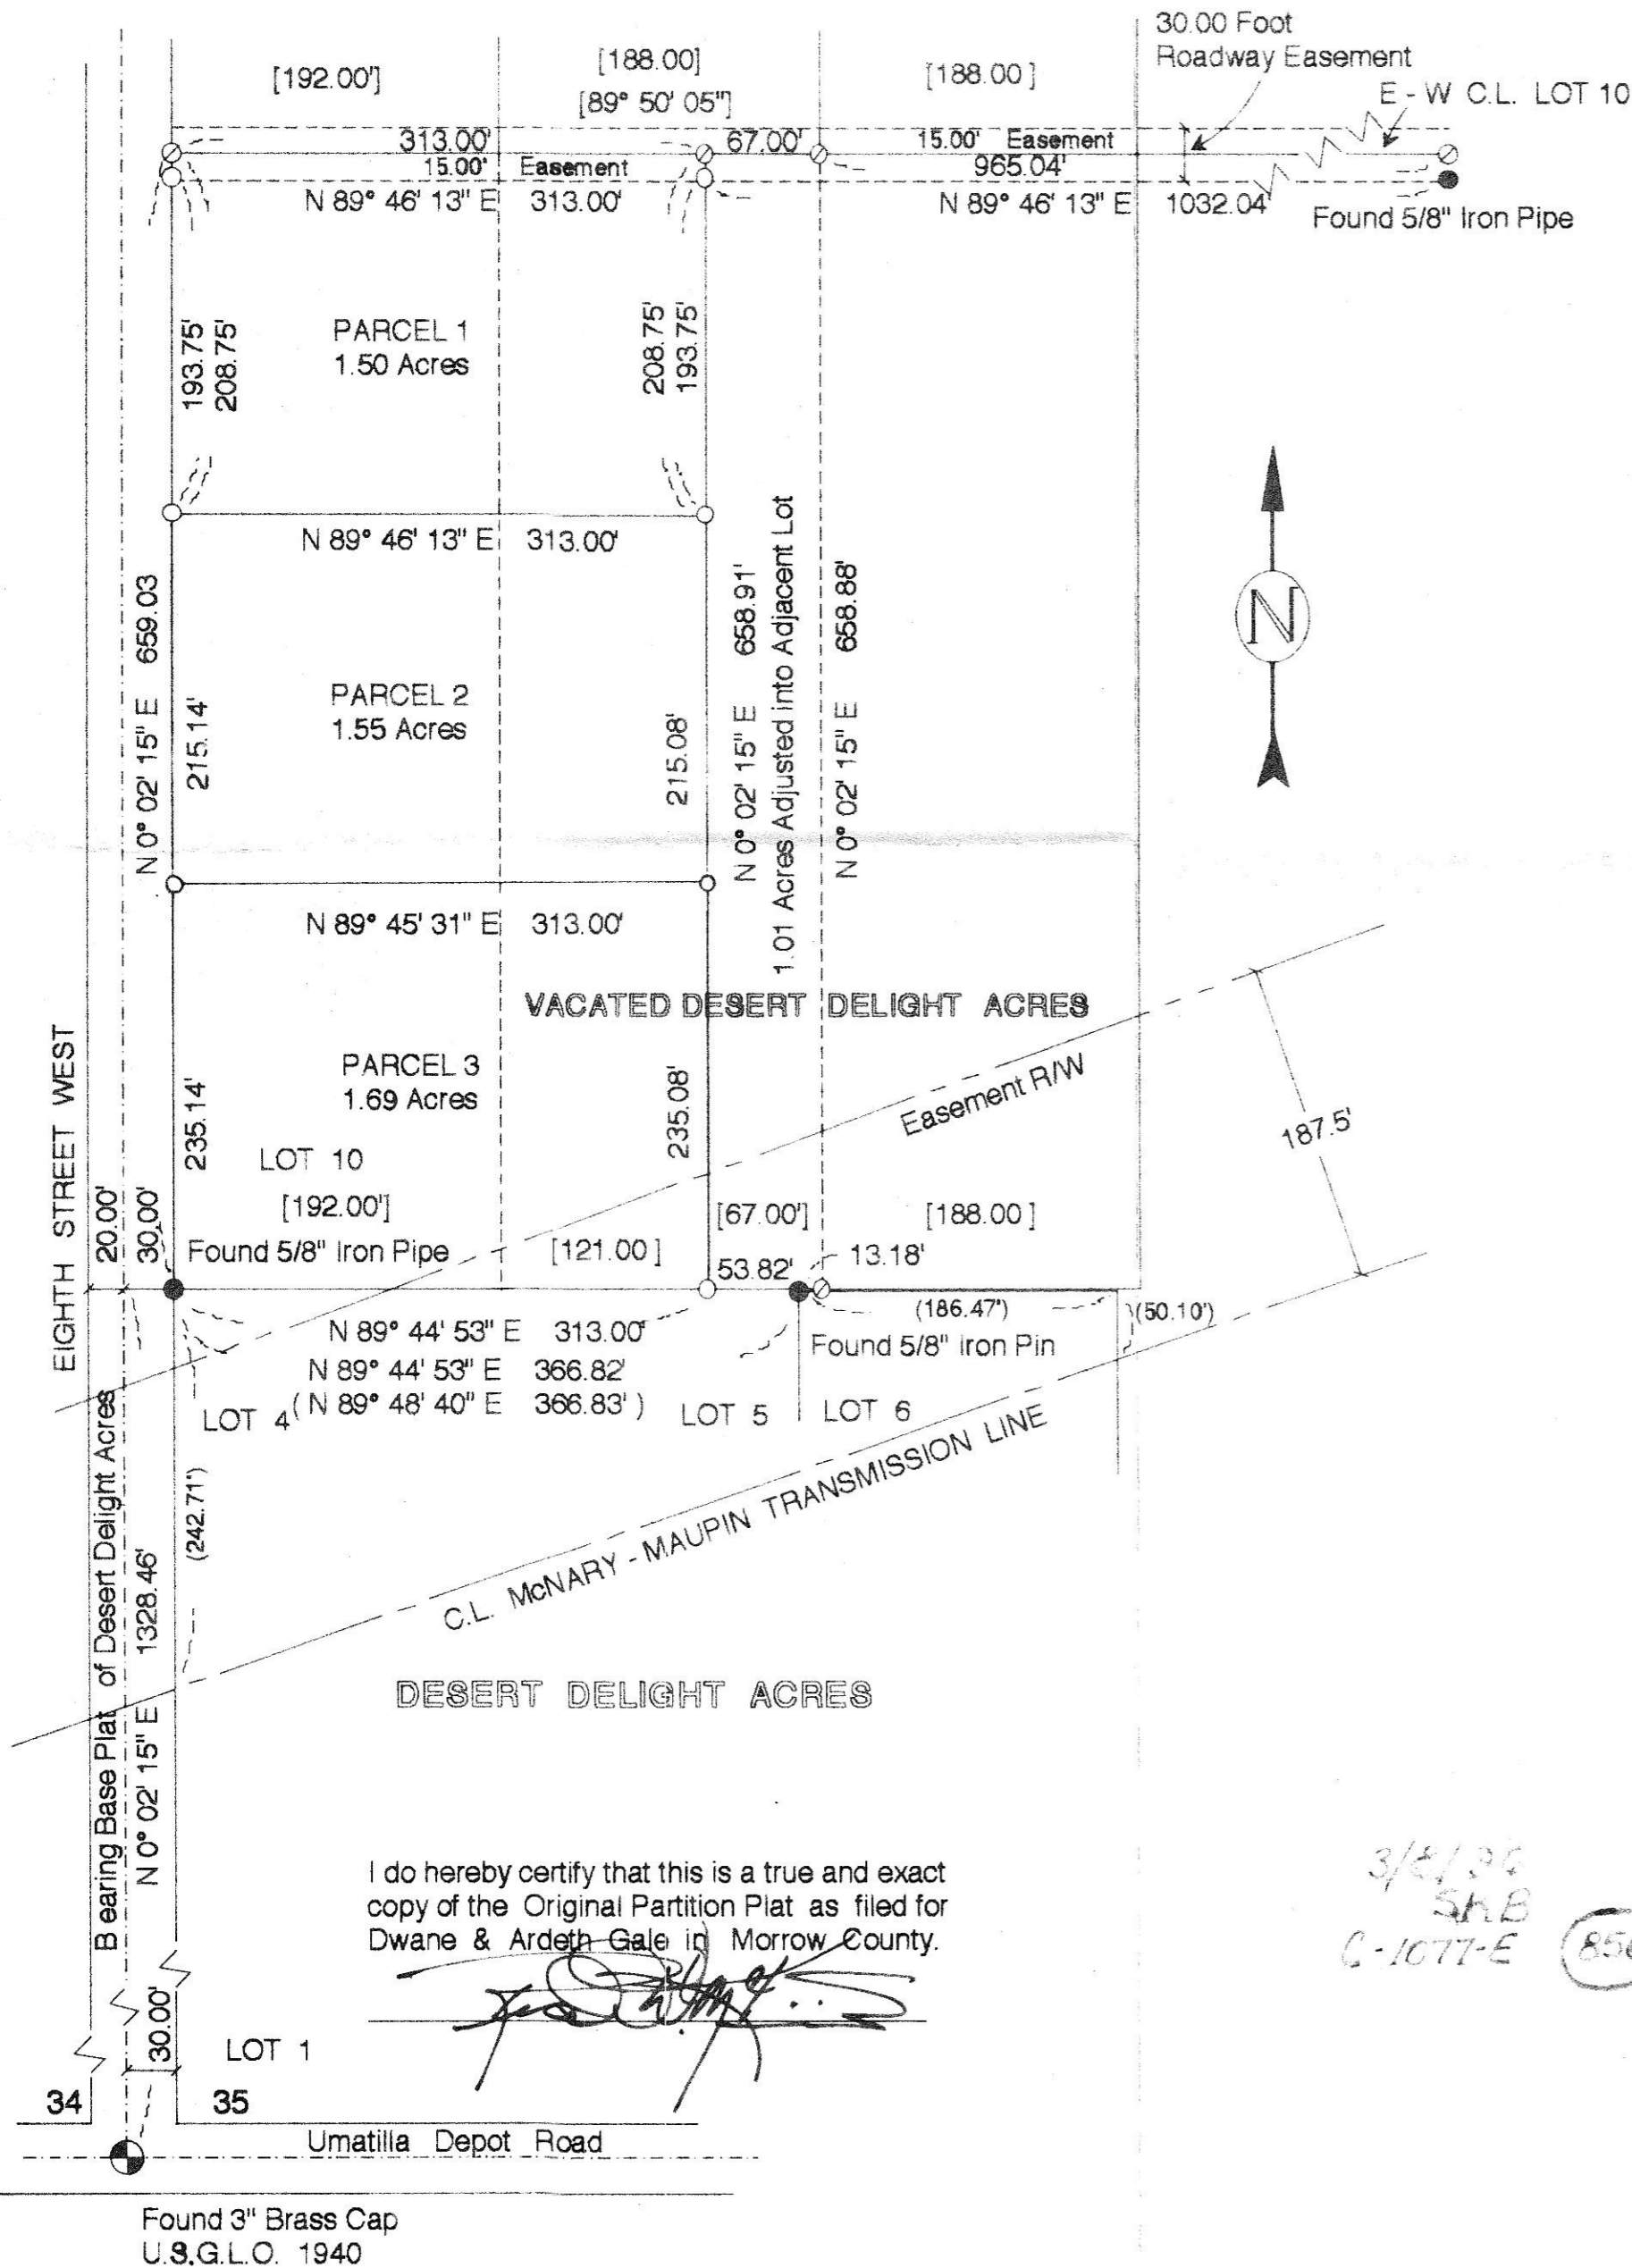 30.00 Foot
Roadway Easement
E - W C.L. LOT 10
[192.00']
[188.00]
[89° 50' 05"]
[188.00 ]
313.00'
67.00'
15.00' Easement
965.04'
15.00' Easement
N 89° 46' 13" E 313.00'
N 89° 46' 13" E 1032.04'
Found 5/8" Iron Pipe
193.75'
208.75'
PARCEL 1
1.50 Acres
208.75'
193.75'
N 89° 46' 13" E 313.00'
N 0° 02' 15" E 659.03
215.14'
PARCEL 2
1.55 Acres
215.08'
N 0° 02' 15" E 658.91'
1.01 Acres Adjusted into Adjacent Lot
N 0° 02' 15" E 658.88'
N
N 89° 45' 31" E 313.00'
VACATED DESERT DELIGHT ACRES
EIGHTH STREET WEST
235.14'
PARCEL 3
1.69 Acres
235.08'
Easement R/W
187.5'
LOT 10
20.00'
30.00'
[192.00']
[67.00']
[188.00 ]
Found 5/8" Iron Pipe
[121.00 ]
53.82'
13.18'
(186.47')
(50.10')
N 89° 44' 53" E 313.00'
Found 5/8" Iron Pin
N 89° 44' 53" E 366.82'
LOT 4
( N 89° 48' 40" E 366.83' )
LOT 5
LOT 6
(242.71')
C.L. McNARY - MAUPIN TRANSMISSION LINE
DESERT DELIGHT ACRES
B earing Base Plat of Desert Delight Acres
N 0° 02' 15" E 1328.46'
I do hereby certify that this is a true and exact
copy of the Original Partition Plat as filed for
Dwane & Ardeth Gale in Morrow County.
SKB
C-1077-E
30.00'
LOT 1
34
35
Umatilla Depot Road
Found 3" Brass Cap
U.S.G.L.O. 1940